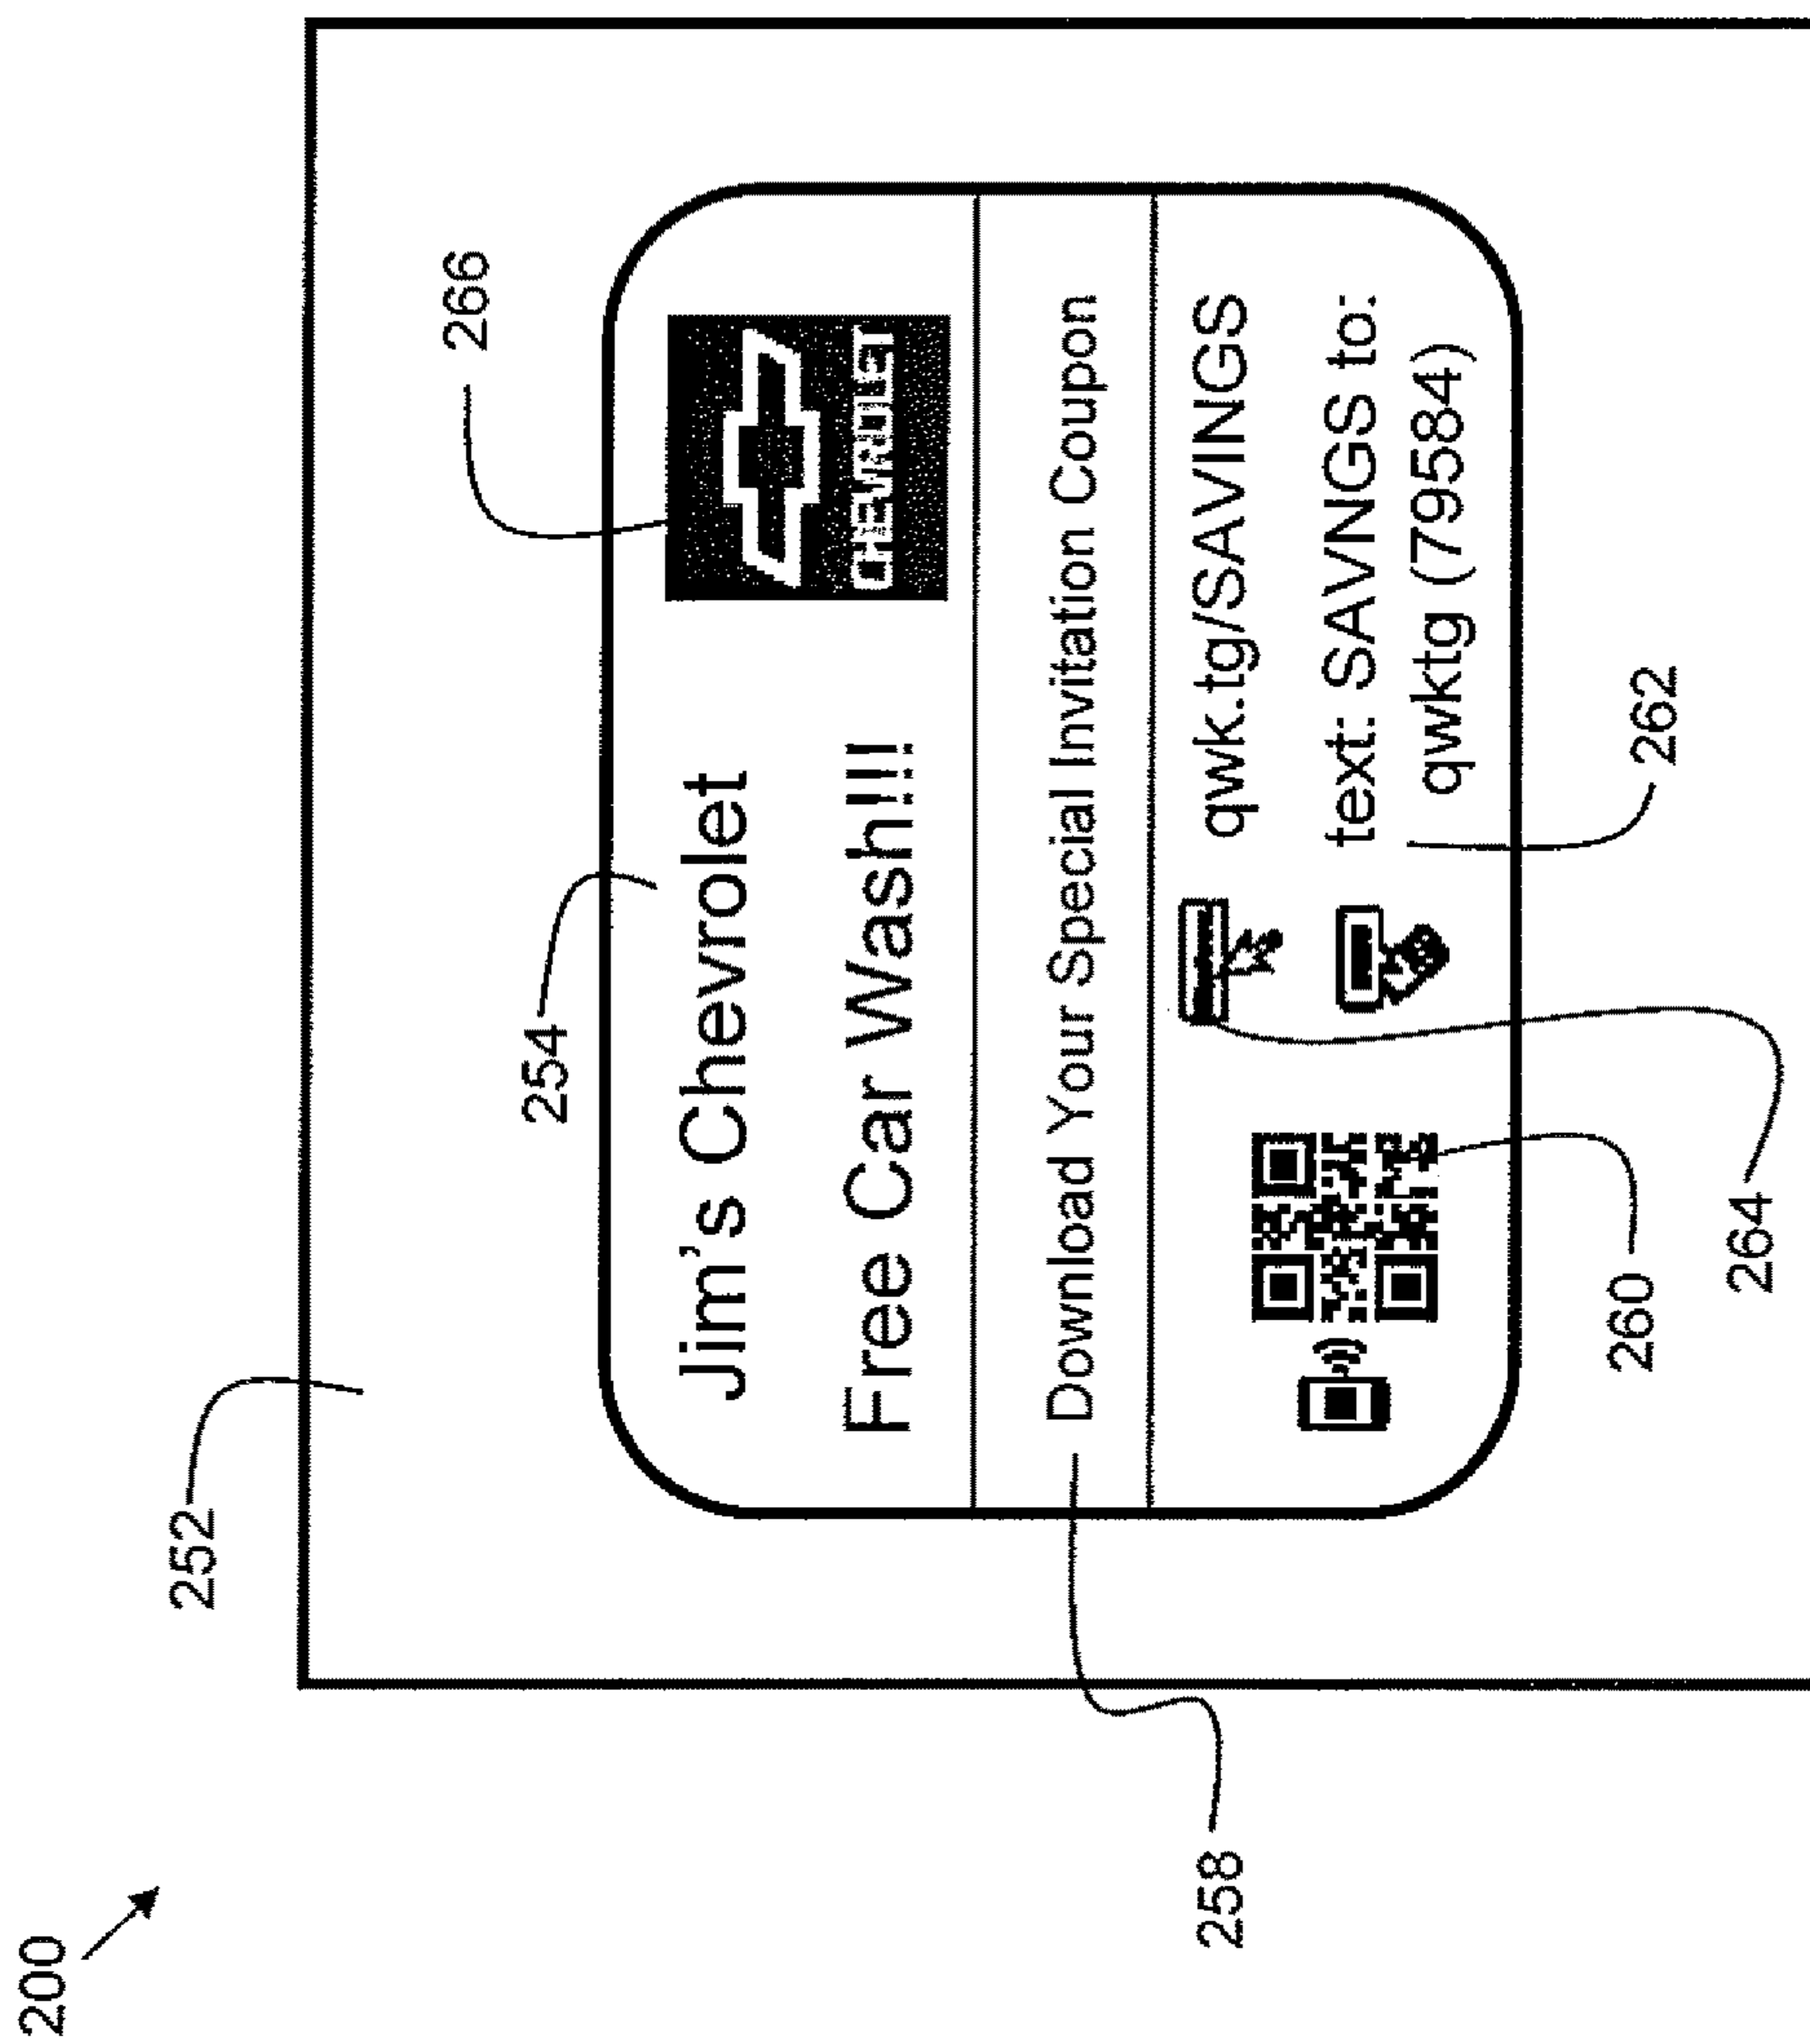 200
252
254
266
Jim's Chevrolet
Free Car Wash!!!
CHEVROLET
Download Your Special Invitation Coupon
qwk.tg/SAVINGS
text: SAVNGS to:
qwktg (79584)
258
260
264
262